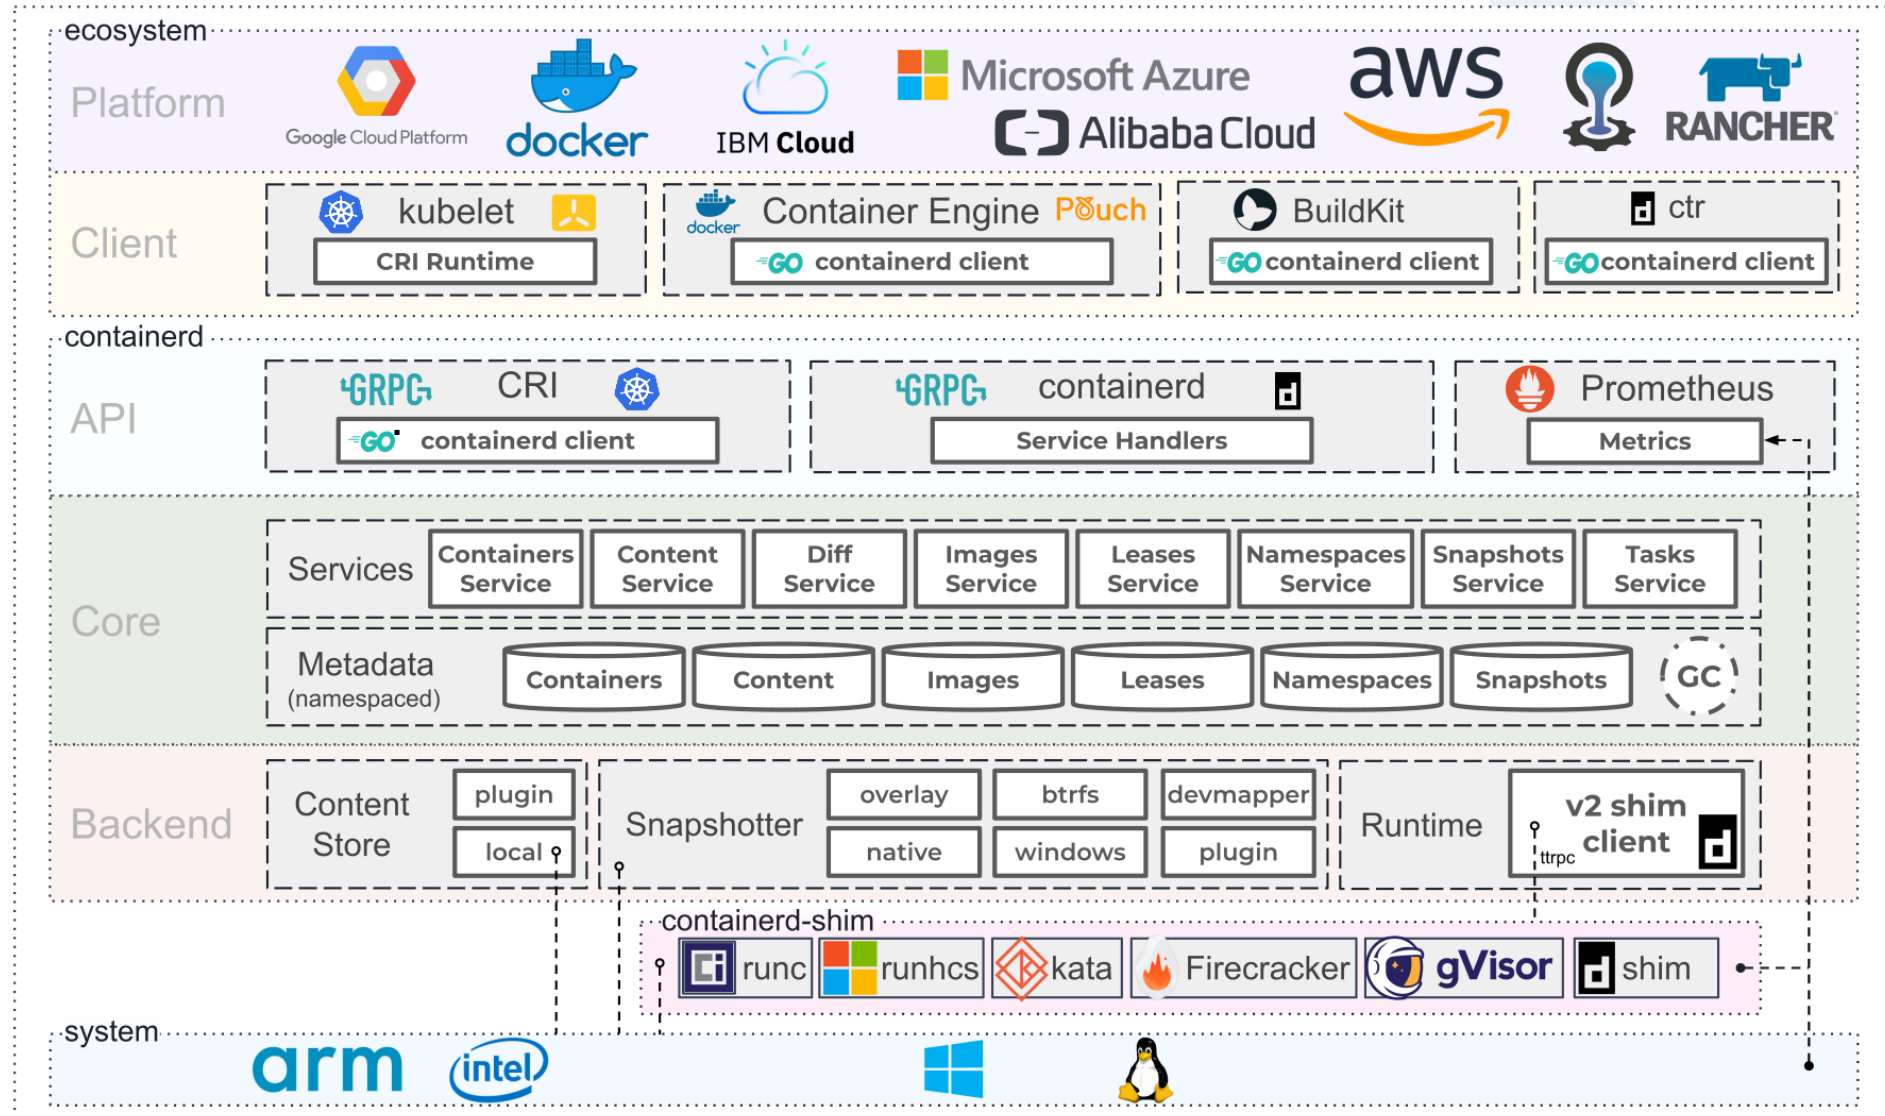 ecosystem
Platform
Google Cloud Platform
docker
IBM Cloud
Microsoft Azure
Alibaba Cloud
aws
RANCHER
Client
kubelet
CRI Runtime
docker
Container Engine
Pouch
GO containerd client
BuildKit
GO containerd client
ctr
GO containerd client
containerd
API
GRPC CRI
GO containerd client
GRPC containerd
Service Handlers
Prometheus
Metrics
Core
Services
Containers
Service
Content
Service
Diff
Service
Images
Service
Leases
Service
Namespaces
Service
Snapshots
Service
Tasks
Service
Metadata
(namespaced)
Containers
Content
Images
Leases
Namespaces
Snapshots
GC
Backend
Content
Store
plugin
local
Snapshotter
overlay
btrfs
devmapper
native
windows
plugin
Runtime
v2 shim
client
ttrpc
containerd-shim
runc
runhcs
kata
Firecracker
gVisor
shim
system
arm
intel